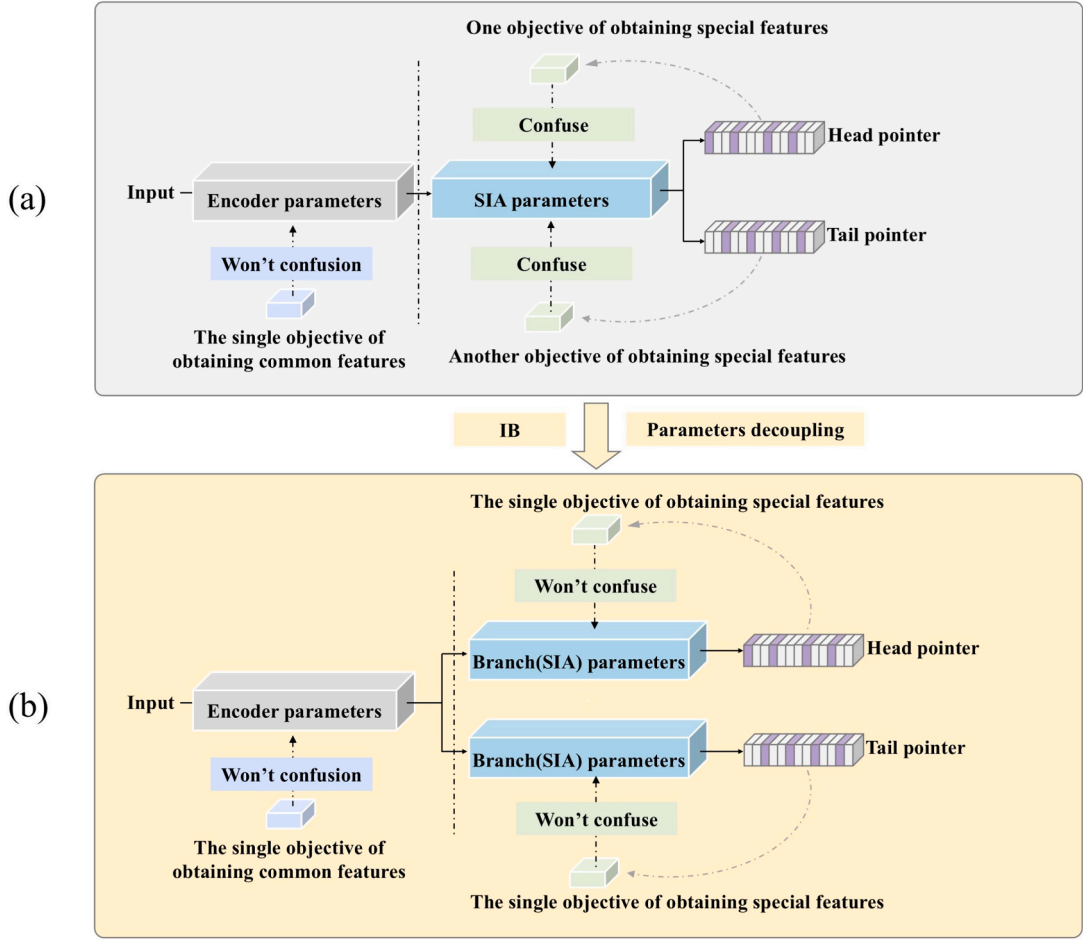 One objective of obtaining special features
Confuse
Head pointer
(a)
Input
Encoder parameters
SIA parameters
Tail pointer
Won't confusion
Confuse
The single objective of
obtaining common features
Another objective of obtaining special features
IB
Parameters decoupling
The single objective of obtaining special features
Won't confuse
Branch(SIA) parameters
Head pointer
(b)
Input
Encoder parameters
Branch(SIA) parameters
Tail pointer
Won't confusion
Won't confuse
The single objective of
obtaining common features
The single objective of obtaining special features